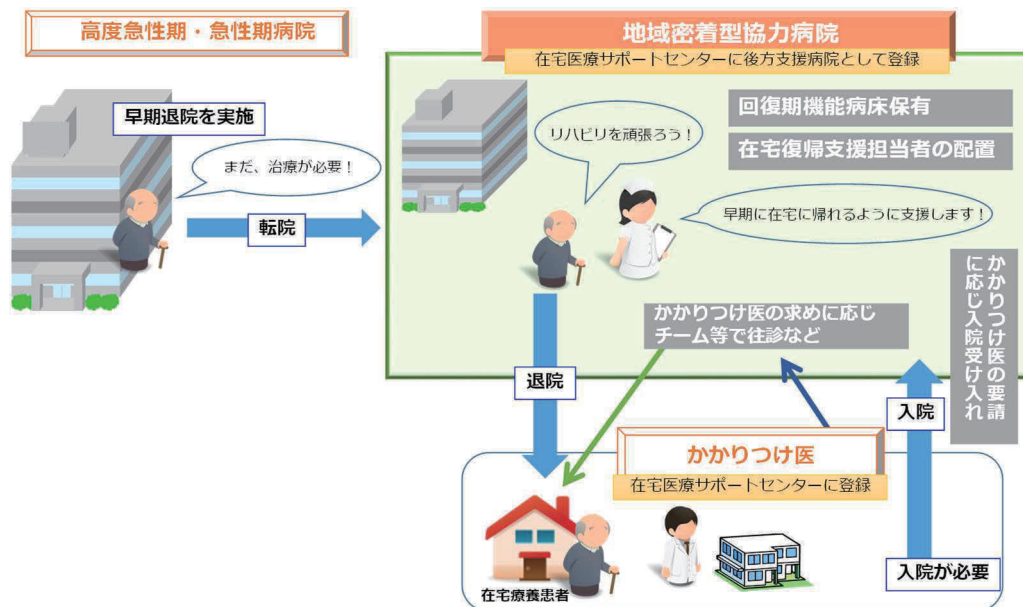 高度急性期・急性期病院
地域密着型協力病院
在宅医療サポートセンターに後方支援病院として登録
早期退院を実施
まだ、治療が必要！
転院
リハビリを頑張ろう！
回復期機能病床保有
在宅復帰支援担当者の配置
早期に在宅に帰れるように支援します！
かかりつけ医の要請
に応じ入院受け入れ
かかりつけ医の求めに応じ
チーム等で往診など
退院
入院
かかりつけ医
在宅医療サポートセンターに登録
在宅療養患者
入院が必要